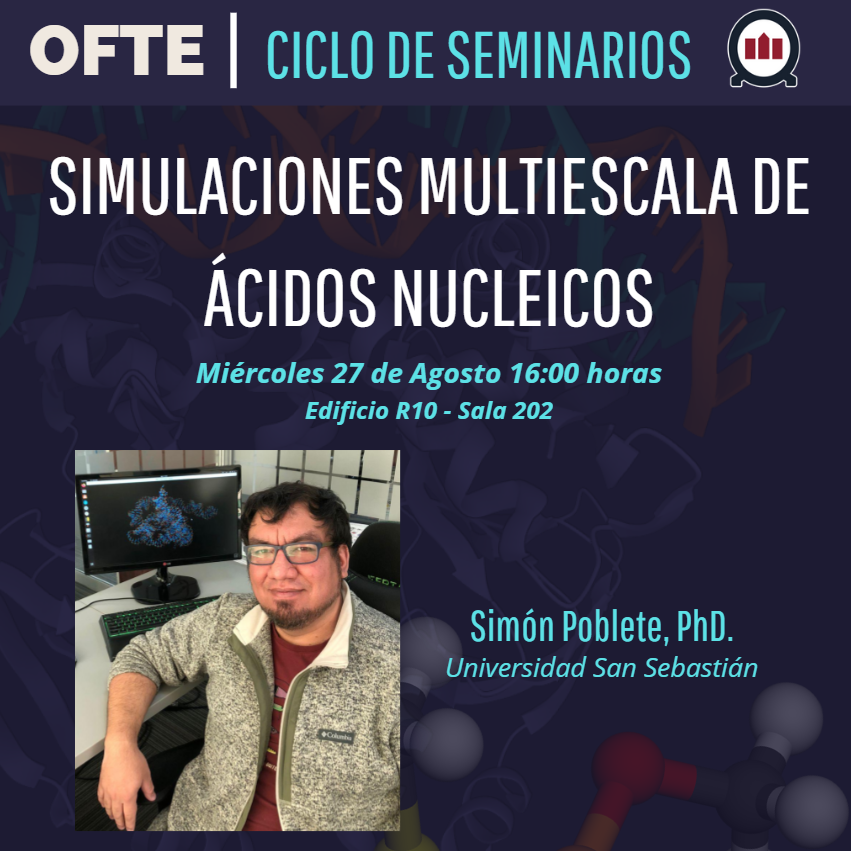 OFTE | CICLO DE SEMINARIOS
SIMULACIONES MULTIESCALA DE
ÁCIDOS NUCLEICOS
Miércoles 27 de Agosto 16:00 horas
Edificio R10 - Sala 202
Columbia
Simón Poblete, PhD.
Universidad San Sebastián